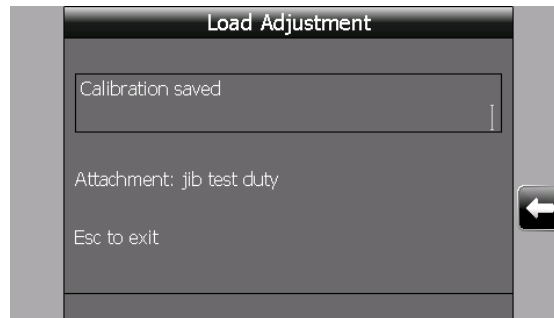 Load Adjustment
Calibration saved
Attachment: jib test duty
Esc to exit